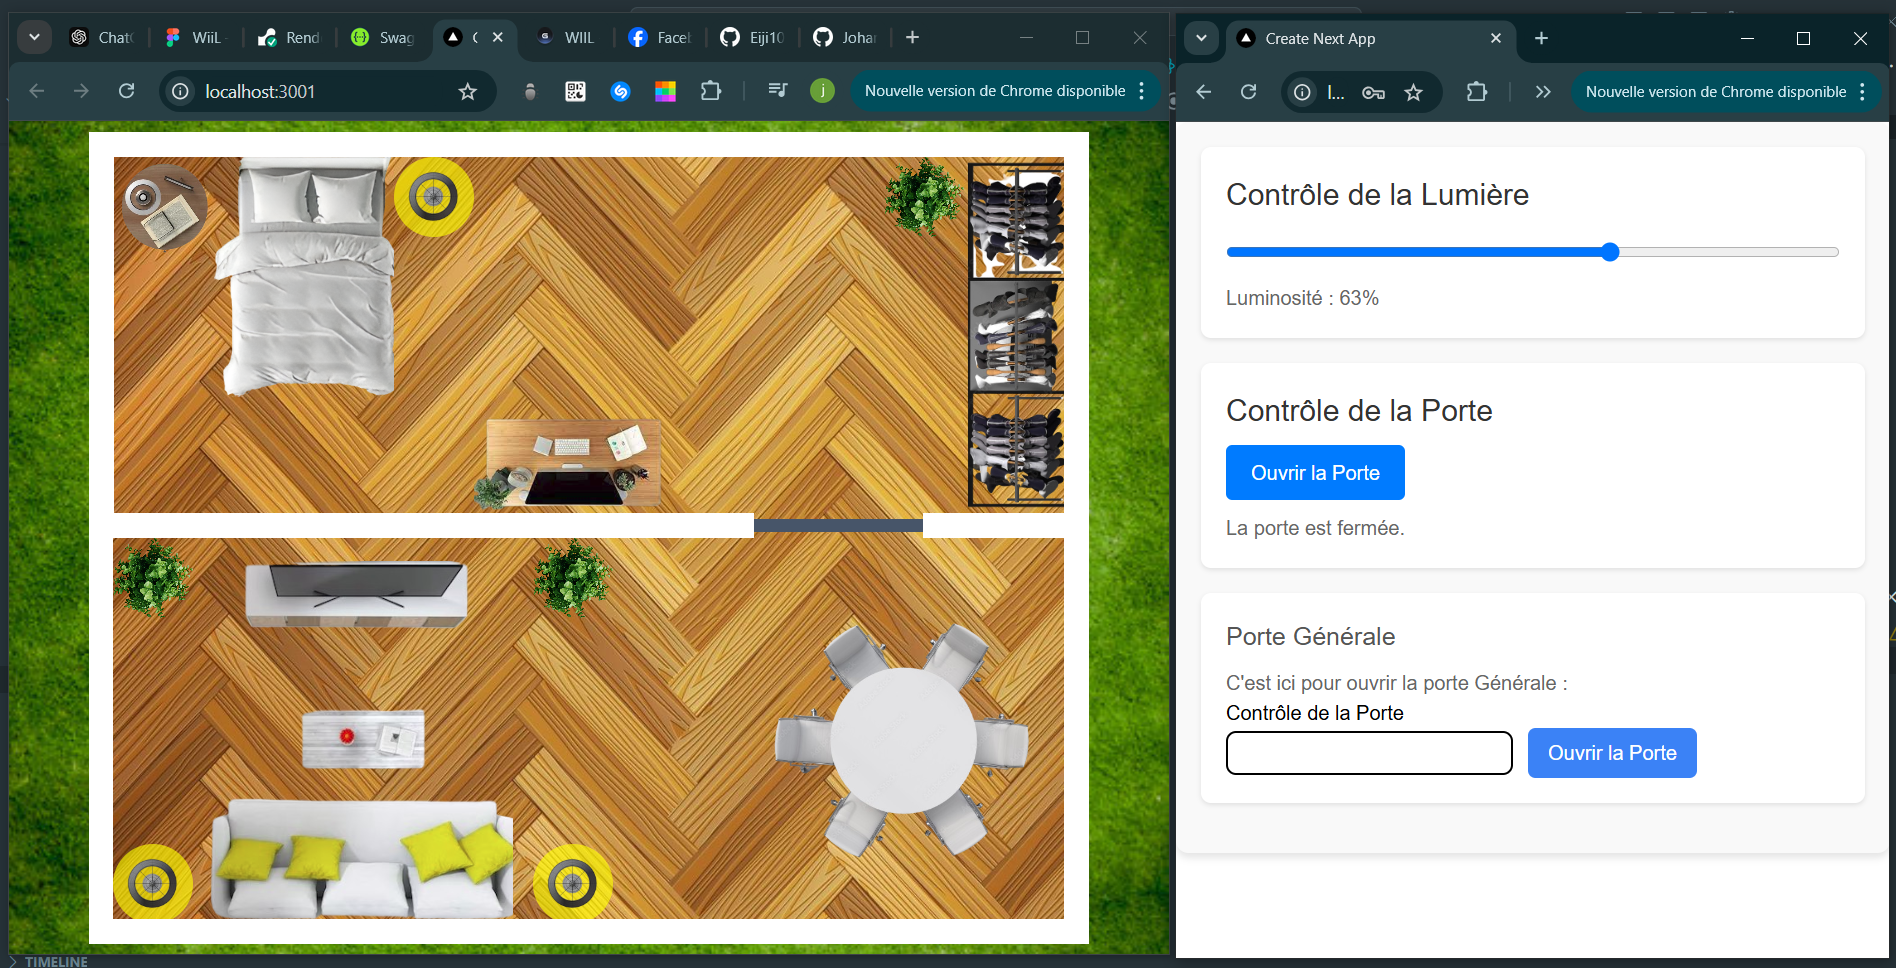 Chat
WiiL
Rend
Swag
WIIL
Facel
Eiji10
Johar
localhost:3001
j
Nouvelle version de Chrome disponible
TIMELINE
Create Next App
l...
Nouvelle version de Chrome disponible
Contrôle de la Lumière
Luminosité : 63%
Contrôle de la Porte
Ouvrir la Porte
La porte est fermée.
Porte Générale
C'est ici pour ouvrir la porte Générale :
Contrôle de la Porte
Ouvrir la Porte